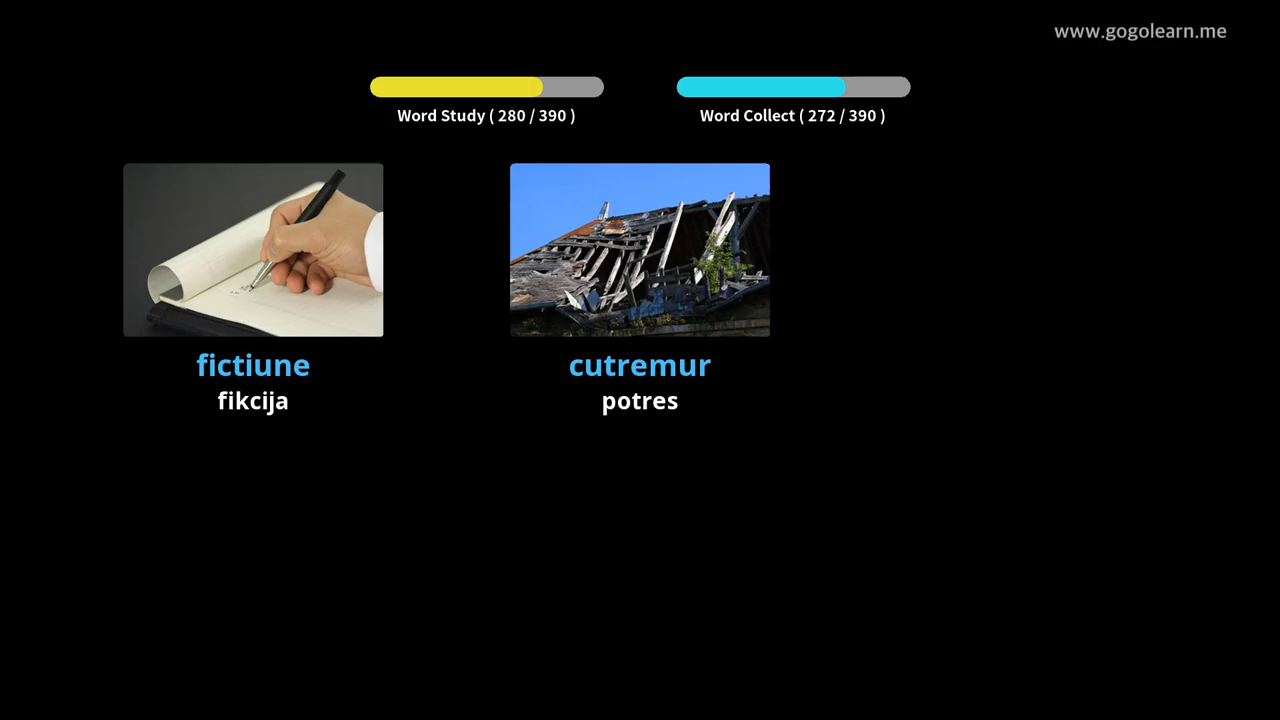 www.gogolearn.me
Word Study ( 280 / 390 )
Word Collect ( 272 / 390 )
fictiune
fikcija
cutremur
potres